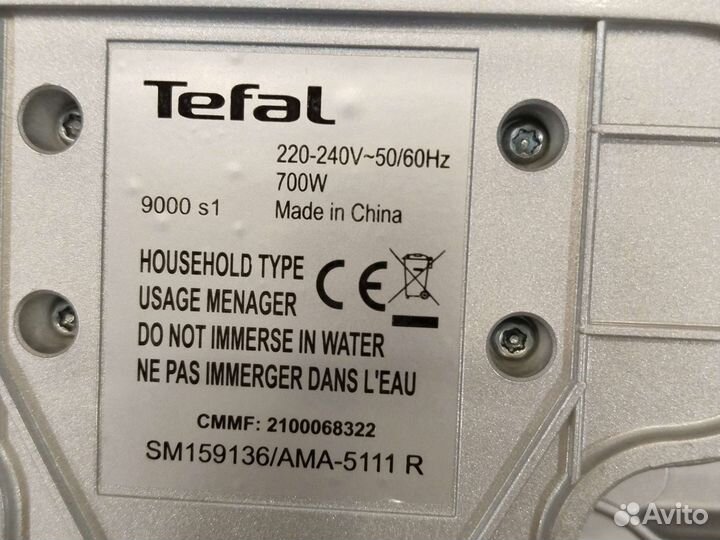 Tefal
220-240V~50/60Hz
700W
9000 s1 Made in China
HOUSEHOLD TYPE
USAGE MENAGER
CE
DO NOT IMMERSE IN WATER
NE PAS IMMERGER DANS L'EAU
CMMF: 2100068322
SM159136/AMA-5111 R
Avito